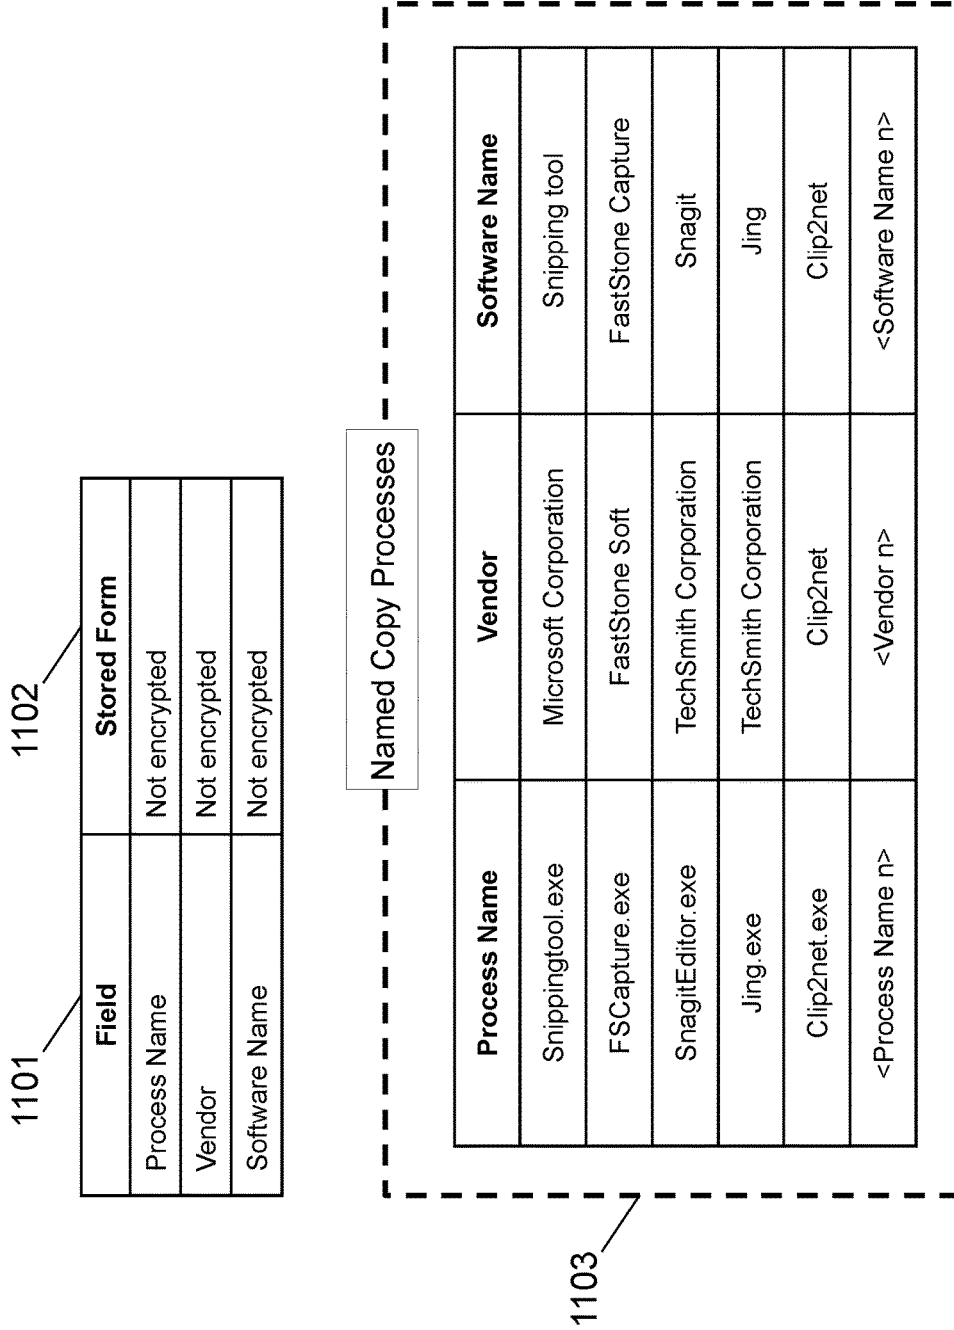 1101 1102
Field Stored Form
Process Name Not encrypted
Vendor Not encrypted
Software Name Not encrypted
Named Copy Processes
1103
Process Name Vendor Software Name
Snippingtool.exe Microsoft Corporation Snipping tool
FSCapture.exe FastStone Soft FastStone Capture
SnagitEditor.exe TechSmith Corporation Snagit
Jing.exe TechSmith Corporation Jing
Clip2net.exe Clip2net Clip2net
<Process Name n> <Vendor n> <Software Name n>